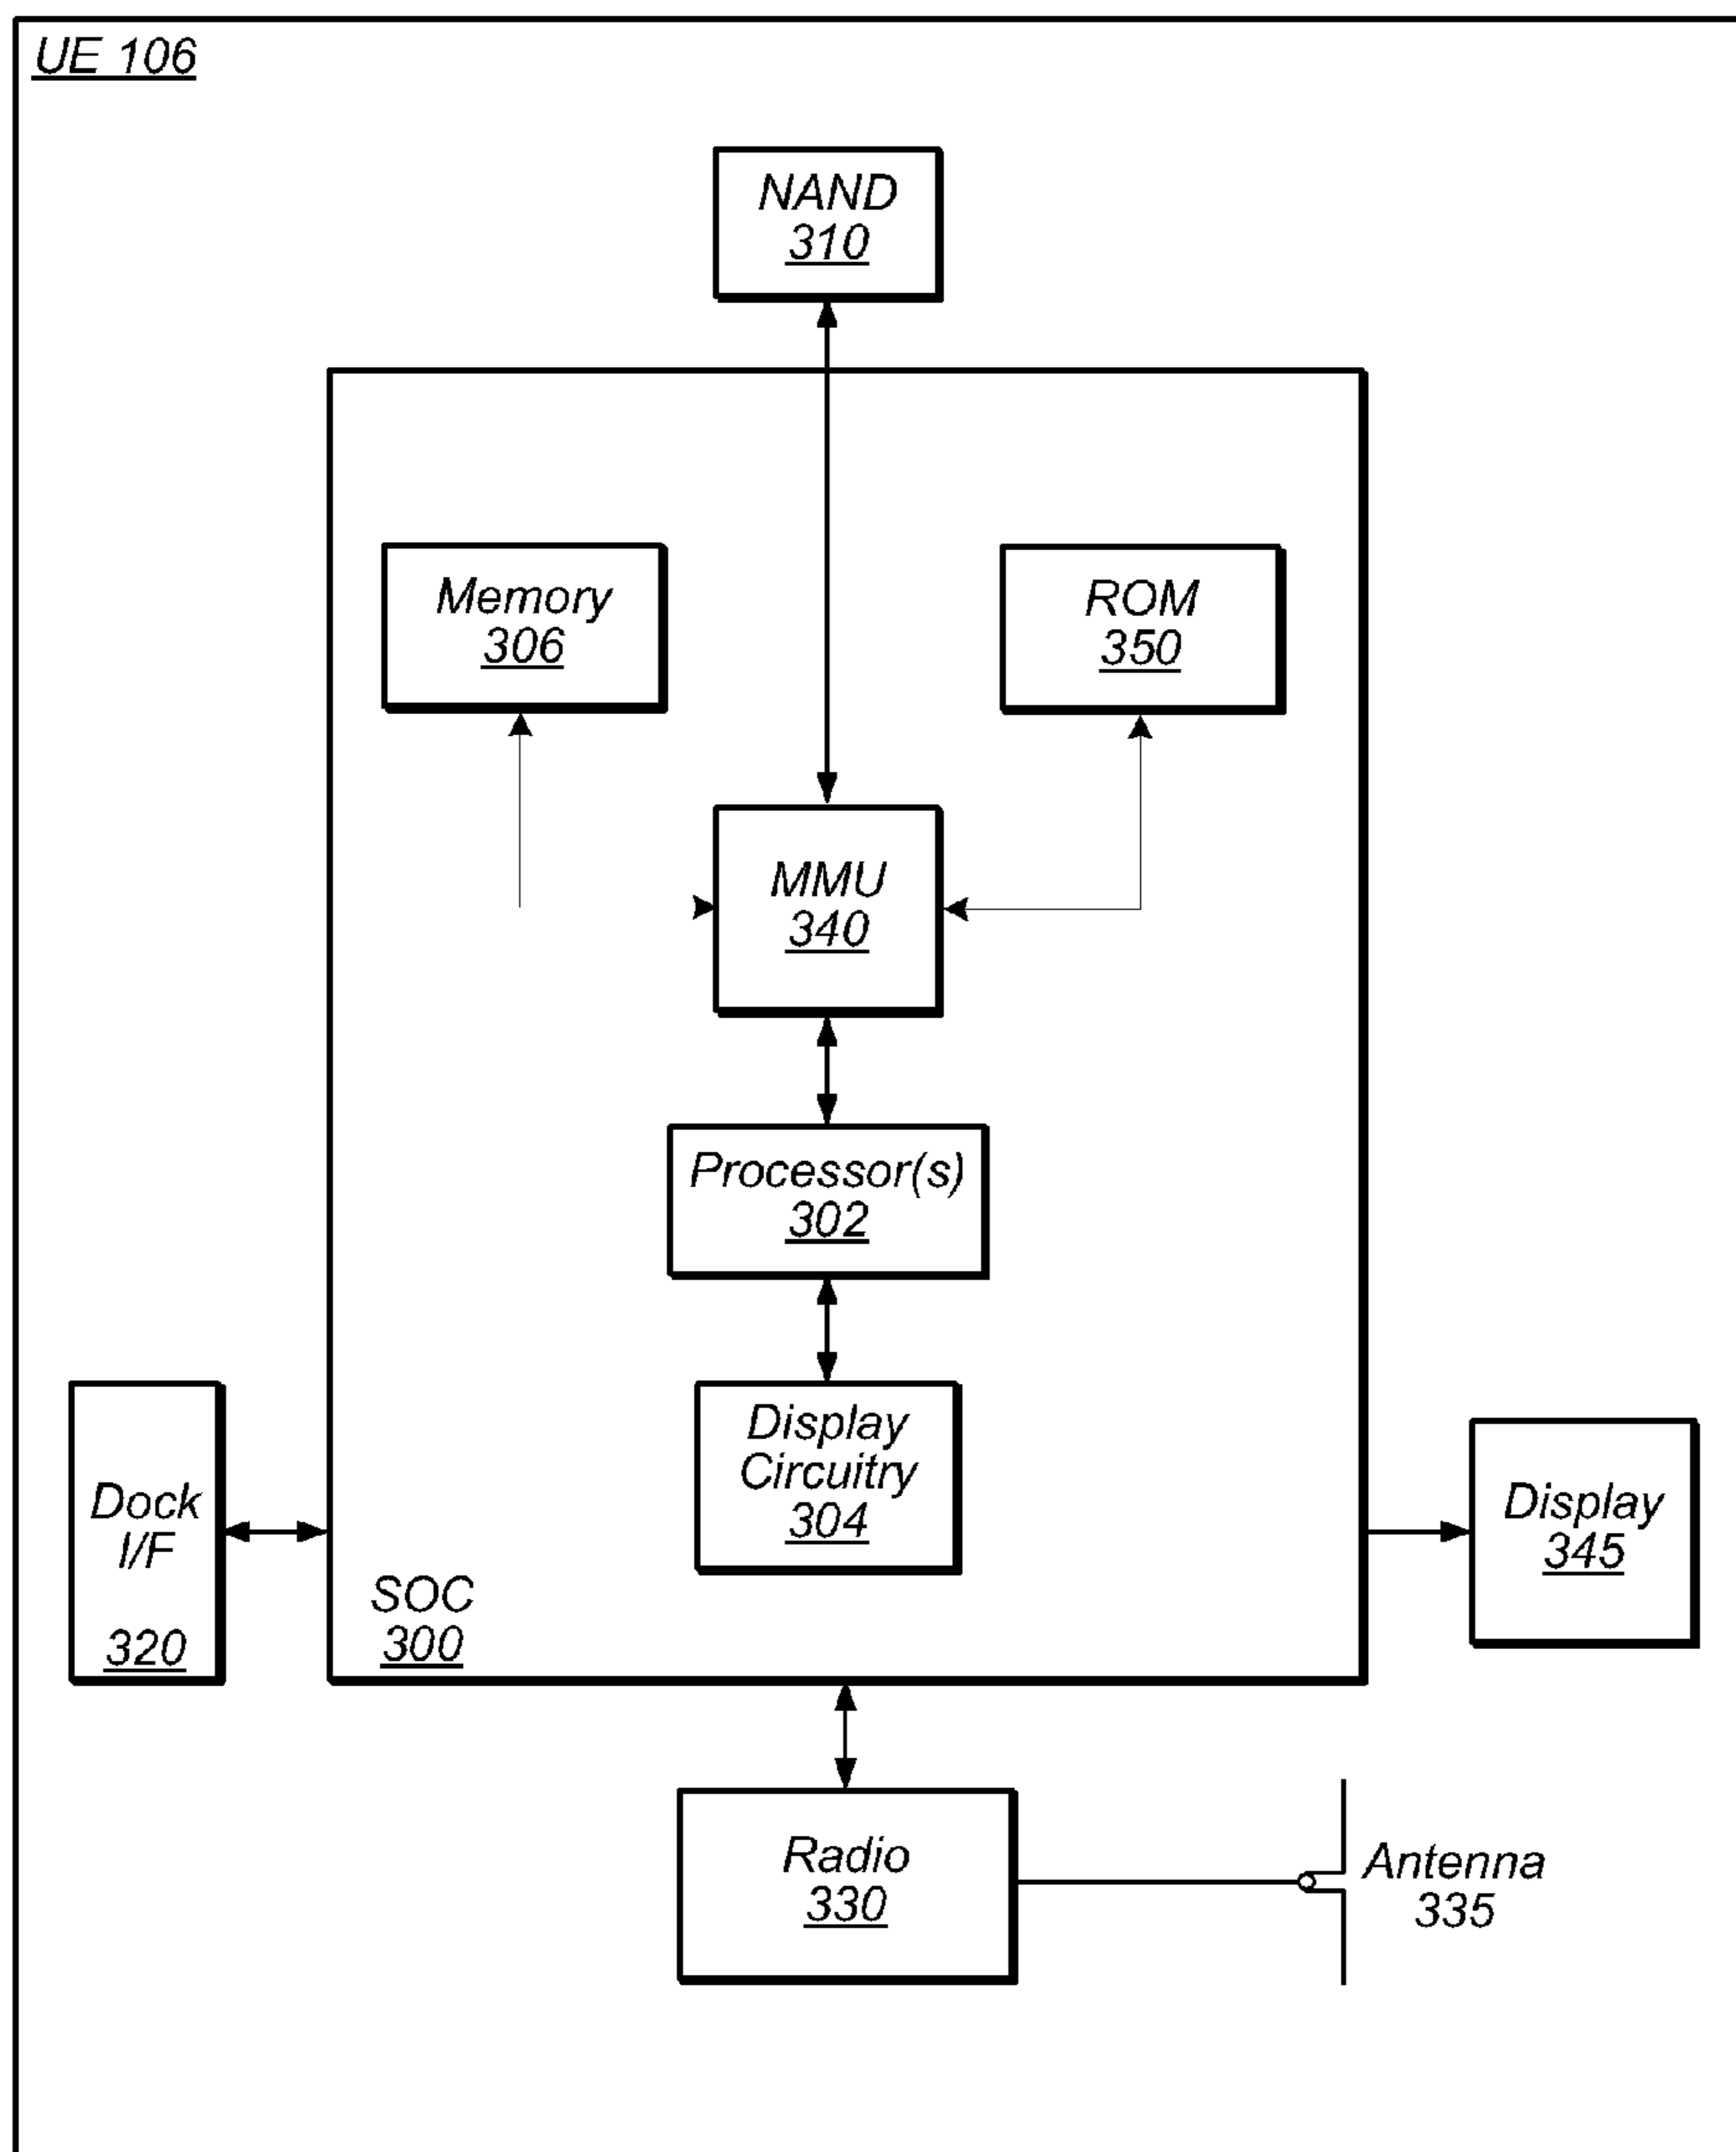 UE 106
NAND
310
Memory
306
ROM
350
MMU
340
Processor(s)
302
Display
Circuitry
304
Dock
I/F
320
SOC
300
Display
345
Radio
330
Antenna
335